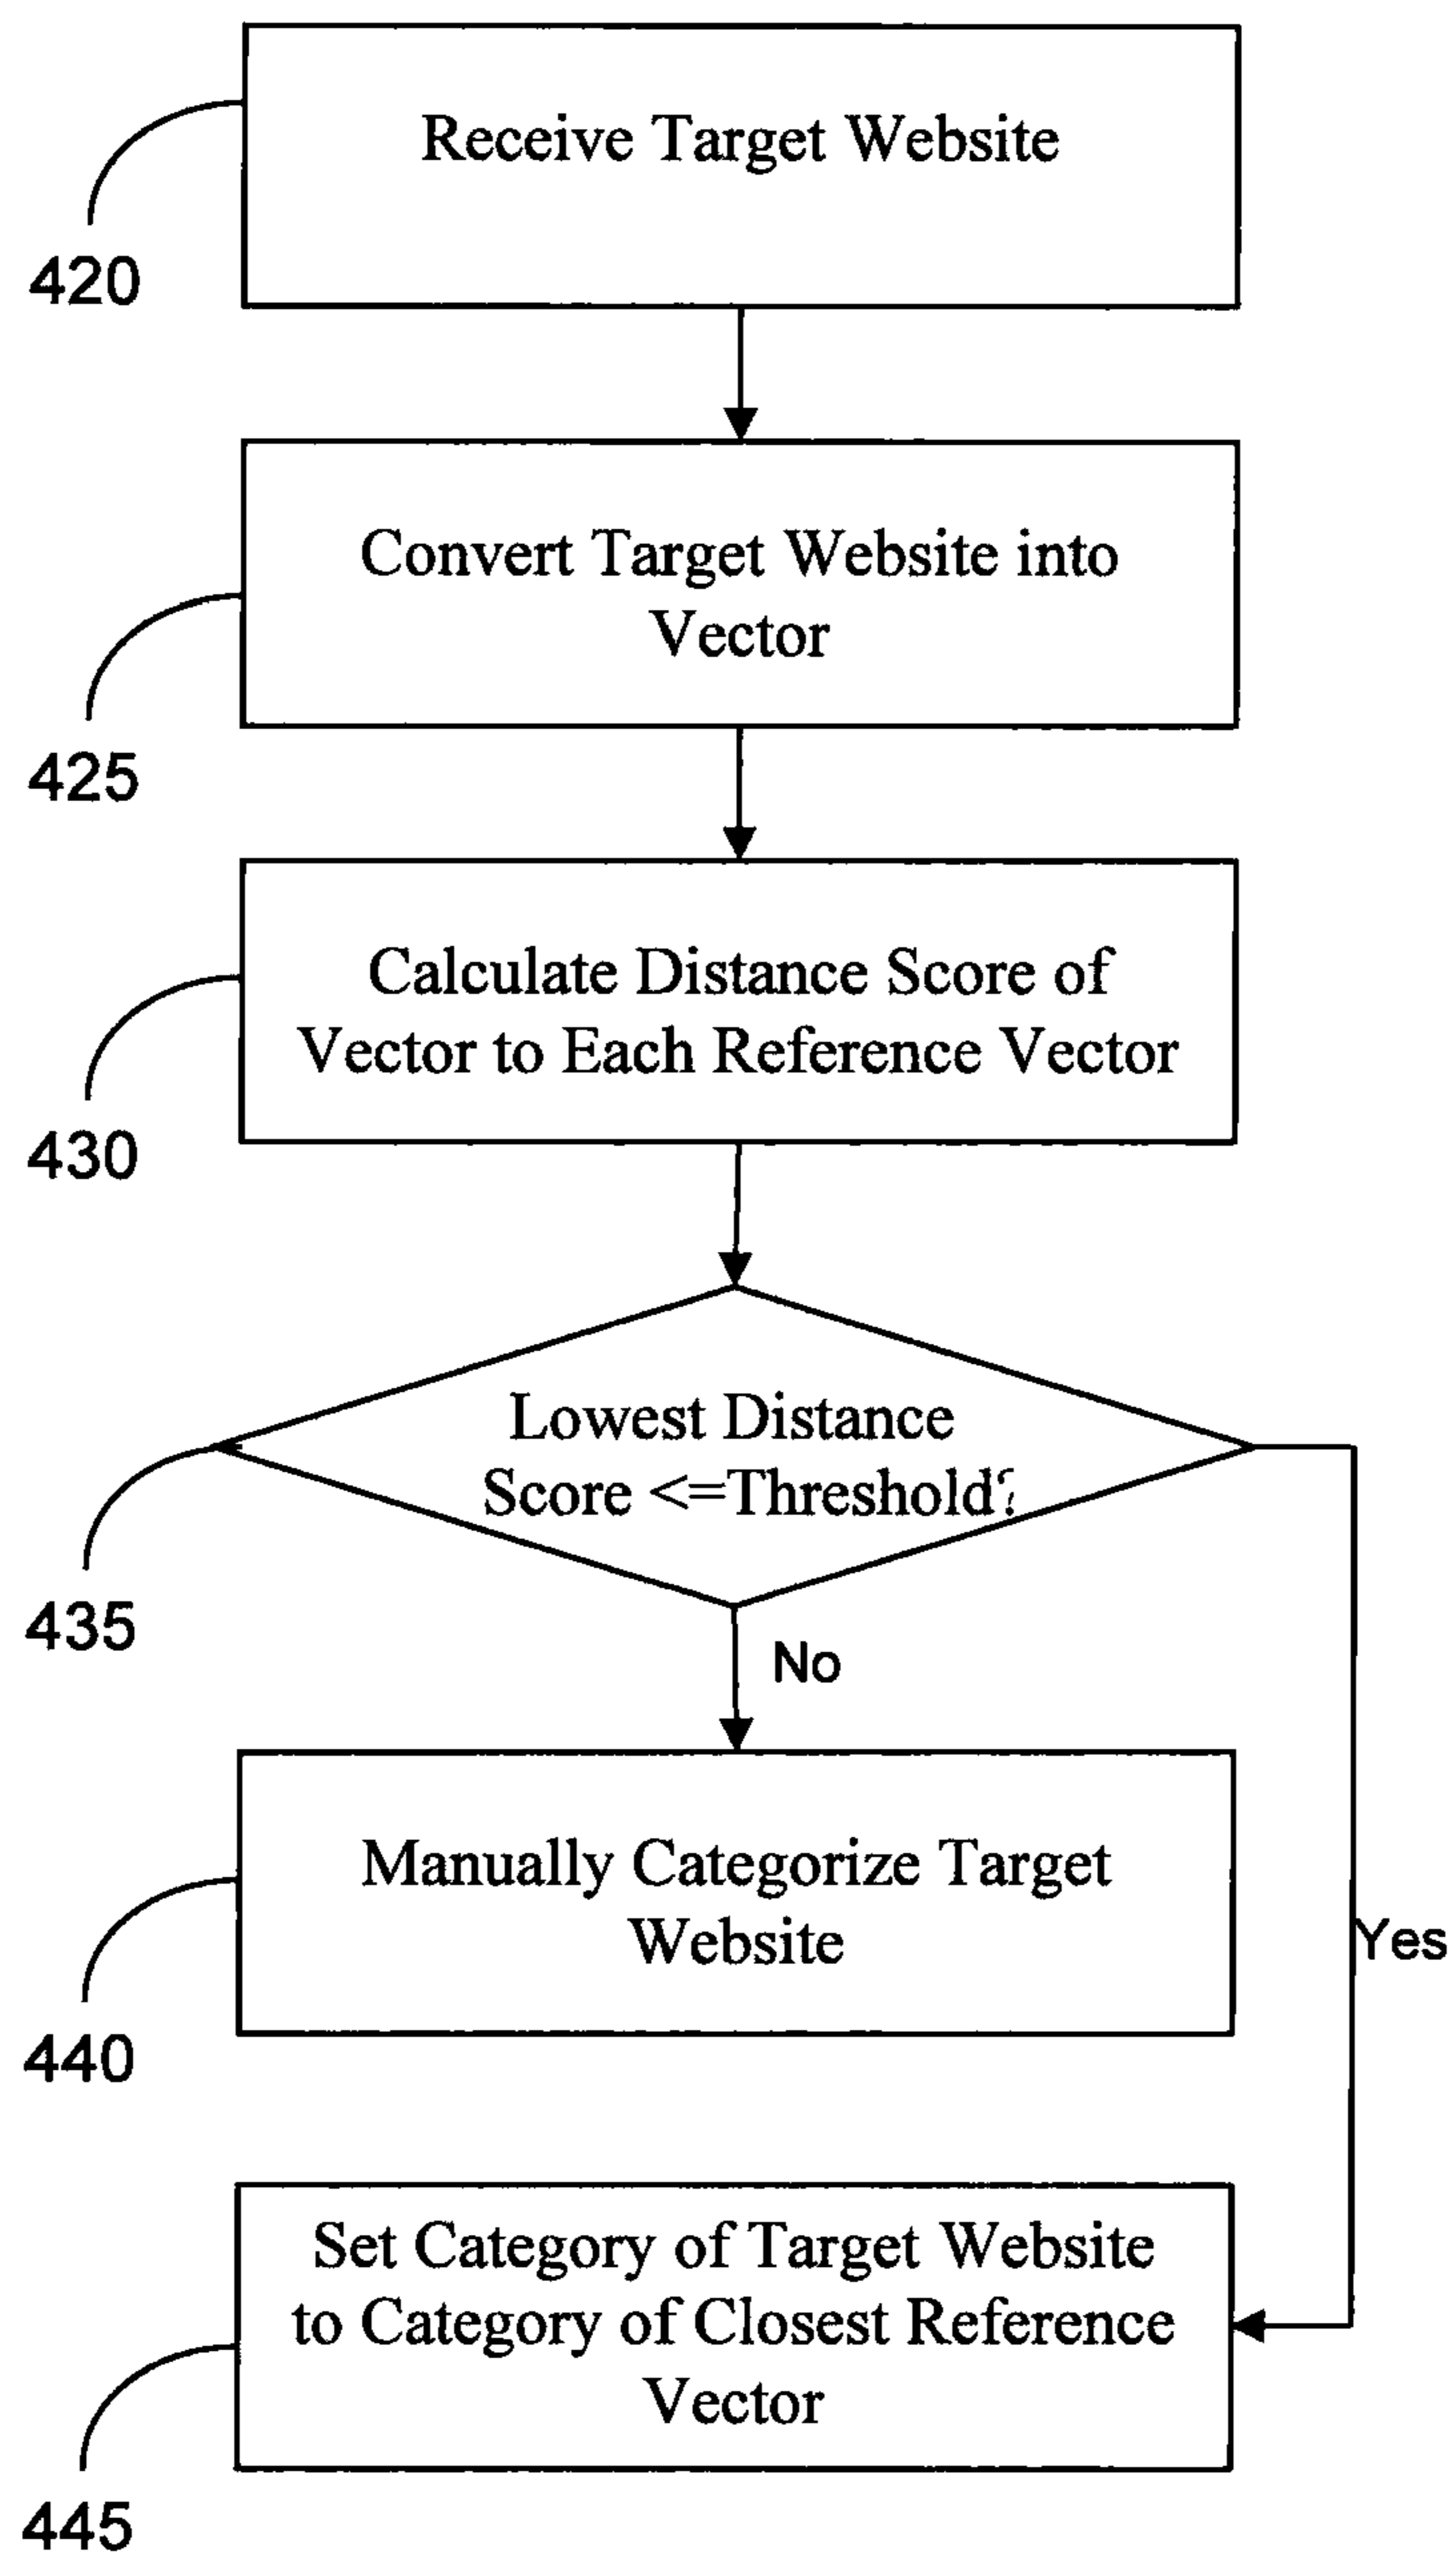 Receive Target Website
420
Convert Target Website into
Vector
425
Calculate Distance Score of
Vector to Each Reference Vector
430
Lowest Distance
Score <=Threshold?
435
No
Manually Categorize Target
Website
Yes
440
Set Category of Target Website
to Category of Closest Reference
Vector
445